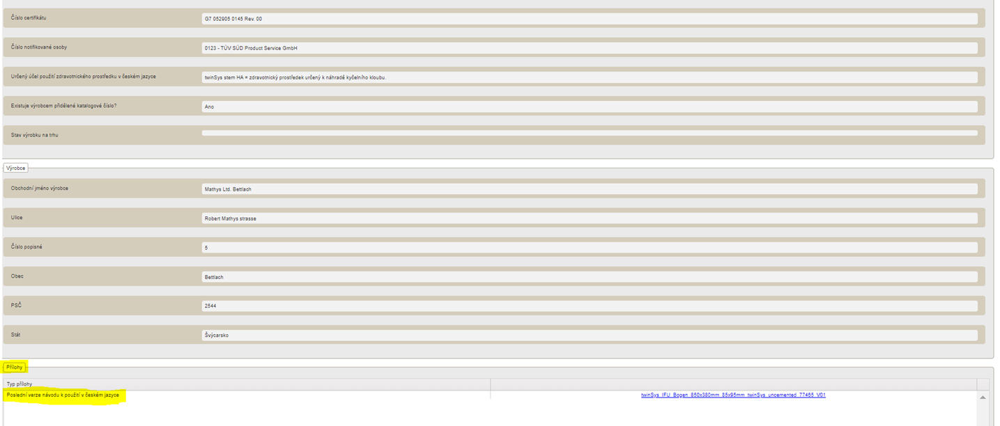 Číslo certifikátu G7 052905 0145 Rev. 00
Číslo notifikované osoby 0123 - TÜV SÜD Product Service GmbH
Určený účel použití zdravotnického prostředku v českém jazyce twinSys stem HA = zdravotnický prostředek určený k náhradě kyčelního kloubu.
Existuje výrobcem přidělené katalogové číslo? Ano
Stav výrobku na trhu
Výrobce
Obchodní jméno výrobce Mathys Ltd. Bettlach
Ulice Robert Mathys strasse
Číslo popisné 5
Obec Bettlach
PSČ 2544
Stát Švýcarsko
Přílohy
Typ přílohy
Poslední verze návodu k použití v českém jazyce twinSys_IFU_Bogen_850x380mm_85x95mm_twinSys_uncemented_77465_V01